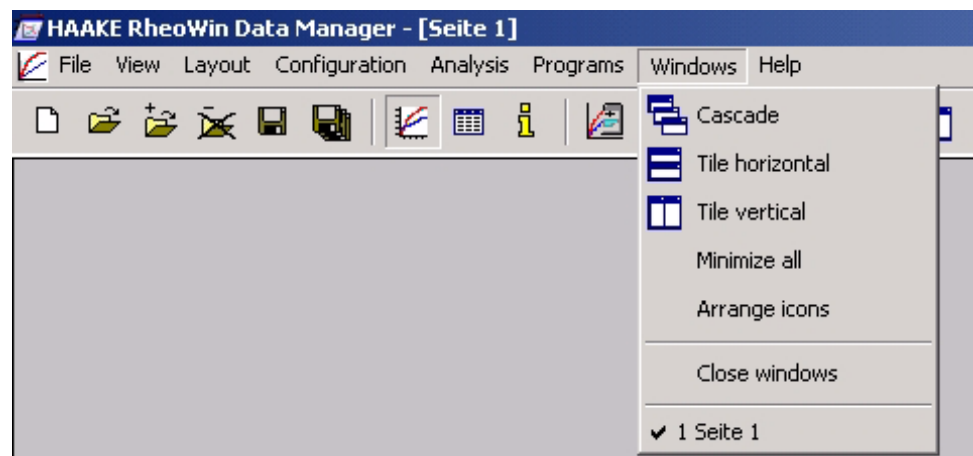 HAAKE RheoWin Data Manager - [Seite 1]
File View Layout Configuration Analysis Programs Windows Help
Cascade
Tile horizontal
Tile vertical
Minimize all
Arrange icons
Close windows
✔ 1 Seite 1